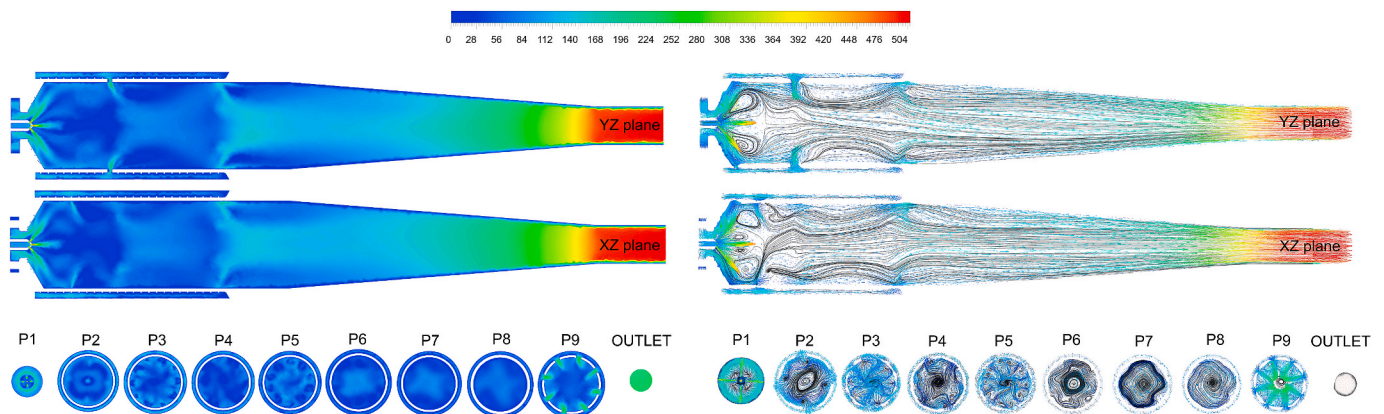 0 28 56 84 112 140 168 196 224 252 280 308 336 364 392 420 448 476 504
YZ plane
YZ plane
XZ plane
XZ plane
P1 P2 P3 P4 P5 P6 P7 P8 P9 OUTLET
P1 P2 P3 P4 P5 P6 P7 P8 P9 OUTLET